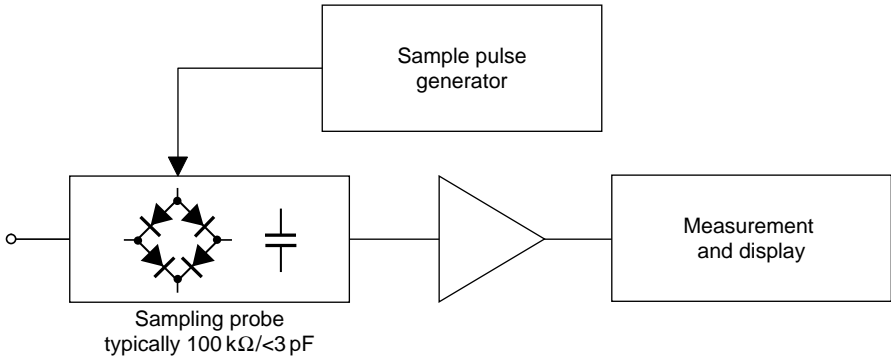 Sample pulse
generator
Measurement
and display
Sampling probe
typically 100 kΩ/<3 pF